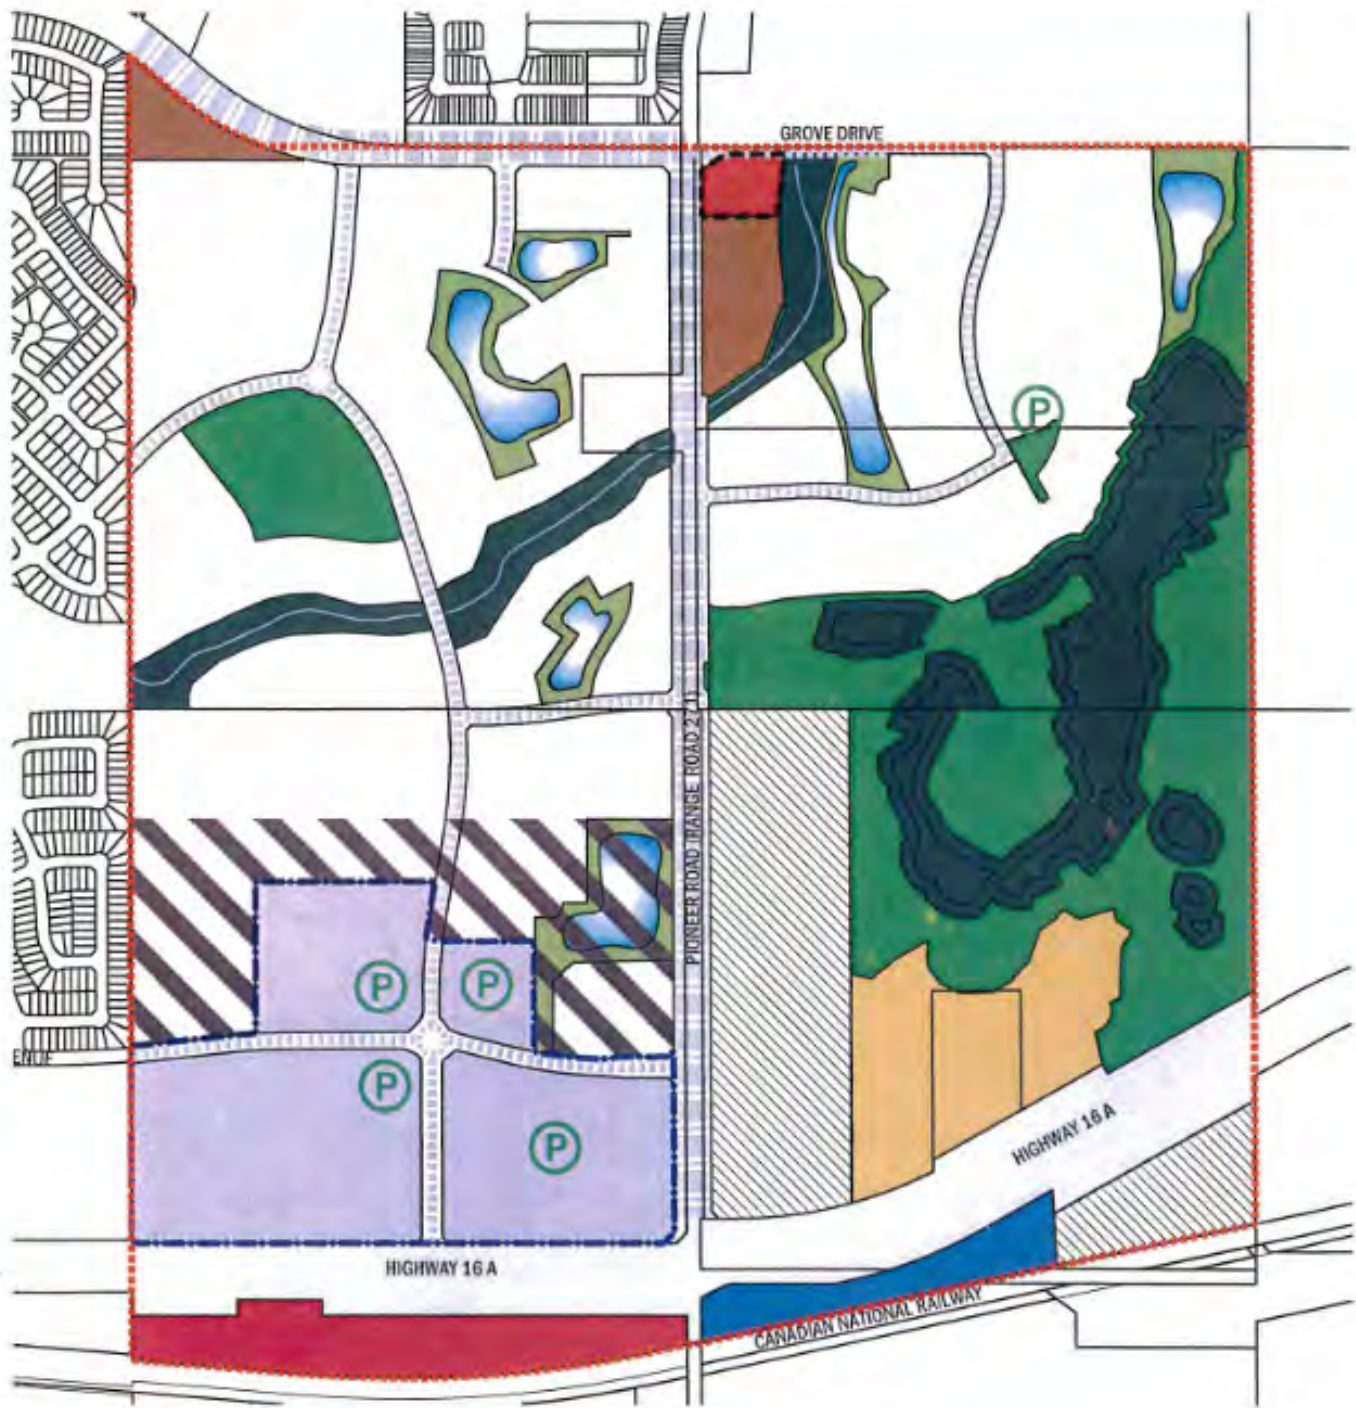 GROVE DRIVE
P
PIONEER ROAD (RANGE ROAD 271)
P
P
P
P
HIGHWAY 16 A
HIGHWAY 16 A
CANADIAN NATIONAL RAILWAY